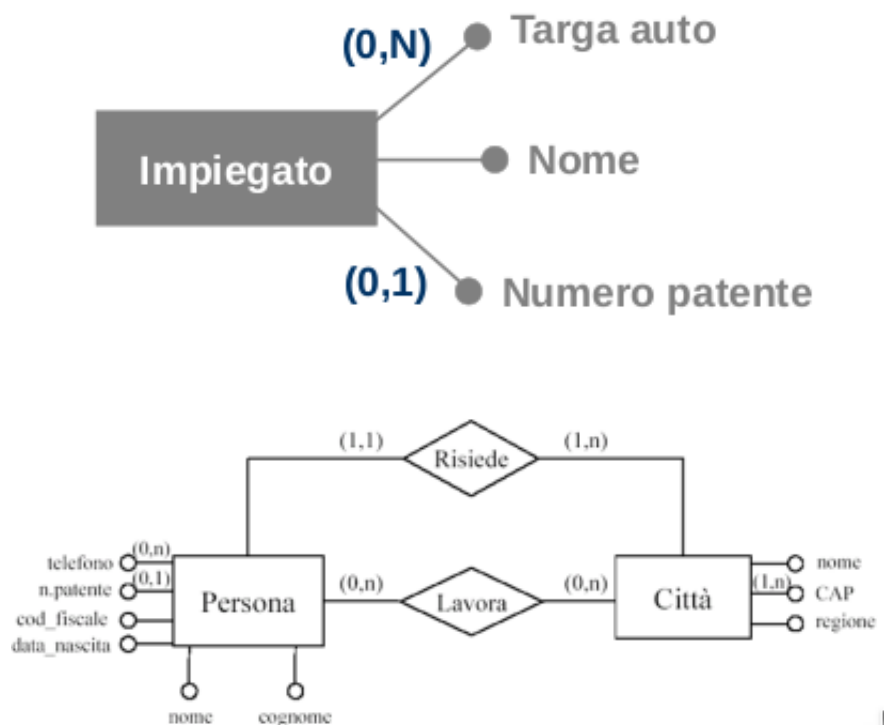 (0,N) Targa auto
Impiegato Nome
(0,1) Numero patente
(1,1) Risiede (1,n)
telefono (0,n) nome
n.patente (0,1) Persona (0,n) Lavora (0,n) Città (1,n) CAP
cod_fiscale regione
data_nascita
nome cognome